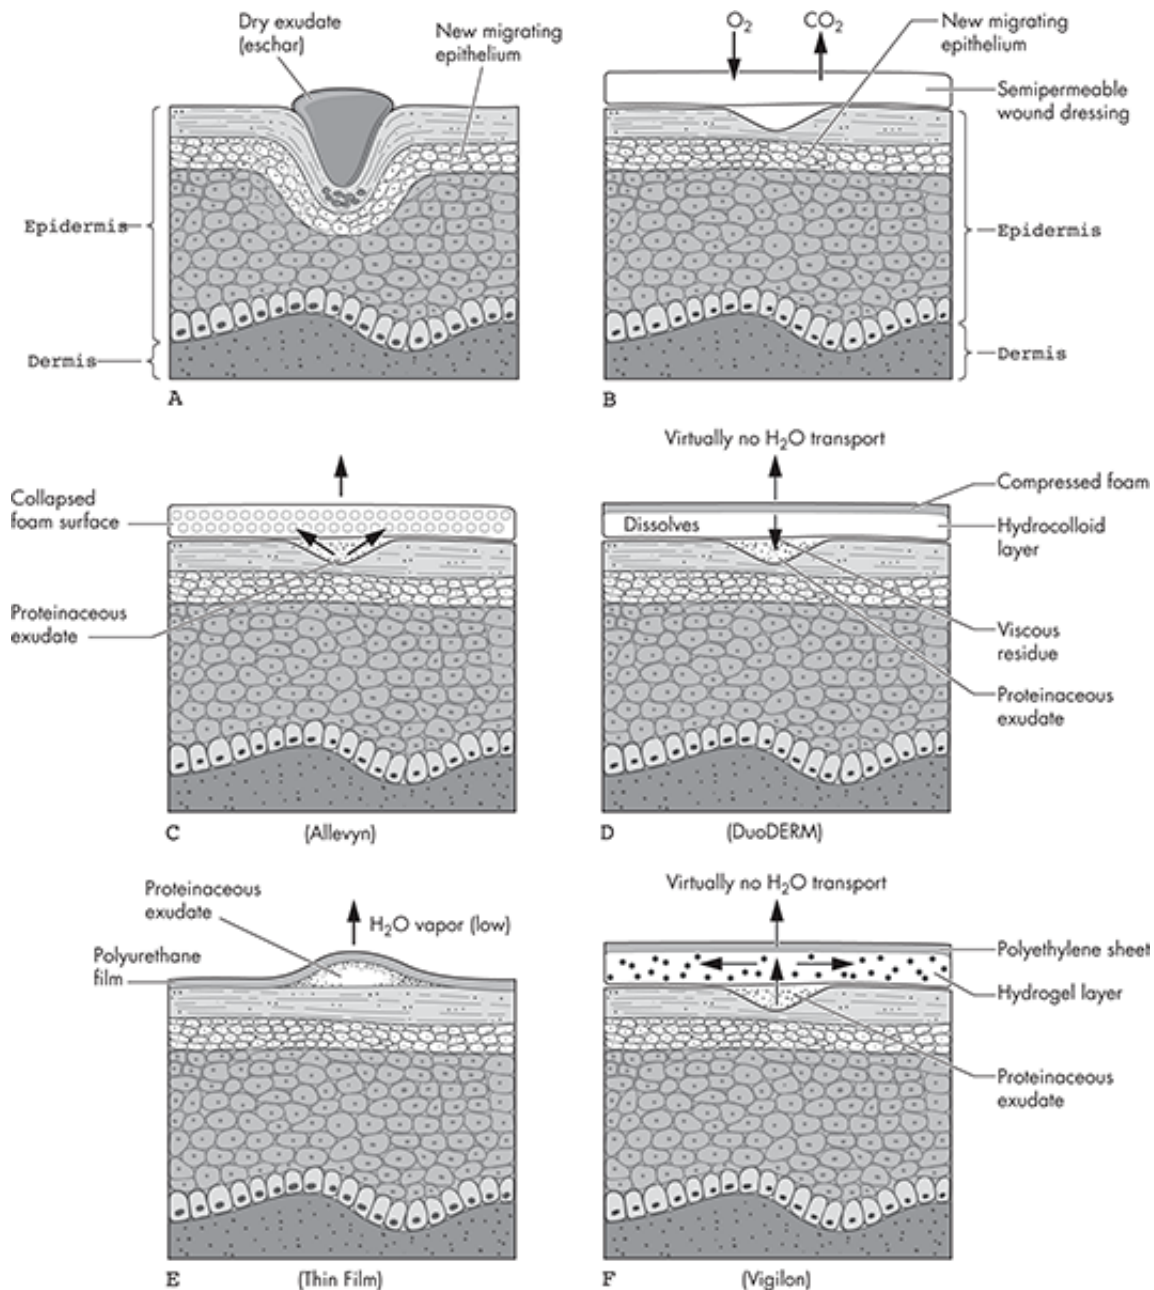 Dry exudate
(eschar)
New migrating
epithelium
Epidermis
Dermis
A
O2
CO2
New migrating
epithelium
Semipermeable
wound dressing
Epidermis
Dermis
B
Collapsed
foam surface
Proteinaceous
exudate
C
(Allevyn)
Virtually no H2O transport
Compressed foam
Dissolves
Hydrocolloid
layer
Viscous
residue
Proteinaceous
exudate
D
(DuoDERM)
Proteinaceous
exudate
H2O vapor (low)
Polyurethane
film
E
(Thin Film)
Virtually no H2O transport
Polyethylene sheet
Hydrogel layer
Proteinaceous
exudate
F
(Vigilon)